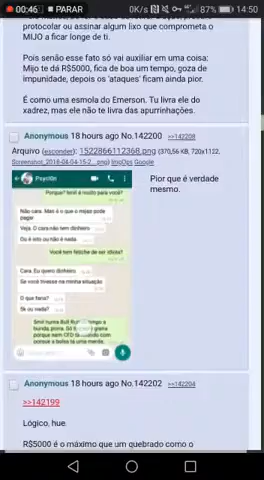 00:46 PARAR 0K/s 87% 14:50
protocolar ou assinar algum lixo que comprometa o
MIJO a ficar longe de ti.
Pois senão esse fato só vai auxiliar em uma coisa:
Mijo te dá R$5000, fica de boa um tempo, goza de
impunidade, depois os 'ataques' ficam ainda pior.
É como uma esmola do Emerson. Tu livra ele do
xadrez, mas ele não te livra das apurrinhações.
Anonymous 18 hours ago No.142200 >>142208
Arquivo (esconder): 1522866112368.png (370,56 KB, 720x1122,
Screenshot_2018-04-04-15-2...png) ImgOps Google
Pior que é verdade
mesmo.
Psycl0n
Porque? 5mil é muito para você?
Não cara. Mas é o que o mijao pode
pagar
Veja. O cara não tem dinheiro
Ou é isto ou não é nada
Você tem fetiche de ser idiota?
Cara. Eu quero dinheiro
Se você tivesse na minha situação
O que faria?
5k ou nada?
Anonymous 18 hours ago No.142202 >>142204
>>142199
Lógico, hue.
R$5000 é o máximo que um quebrado como o